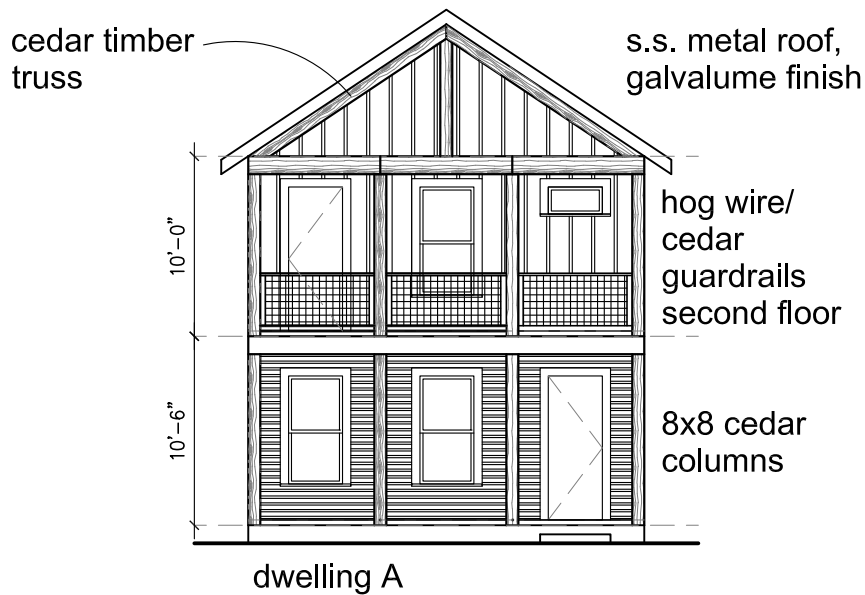 cedar timber
truss
s.s. metal roof,
galvalume finish
10'-0"
hog wire/
cedar
guardrails
second floor
10'-6"
8x8 cedar
columns
dwelling A